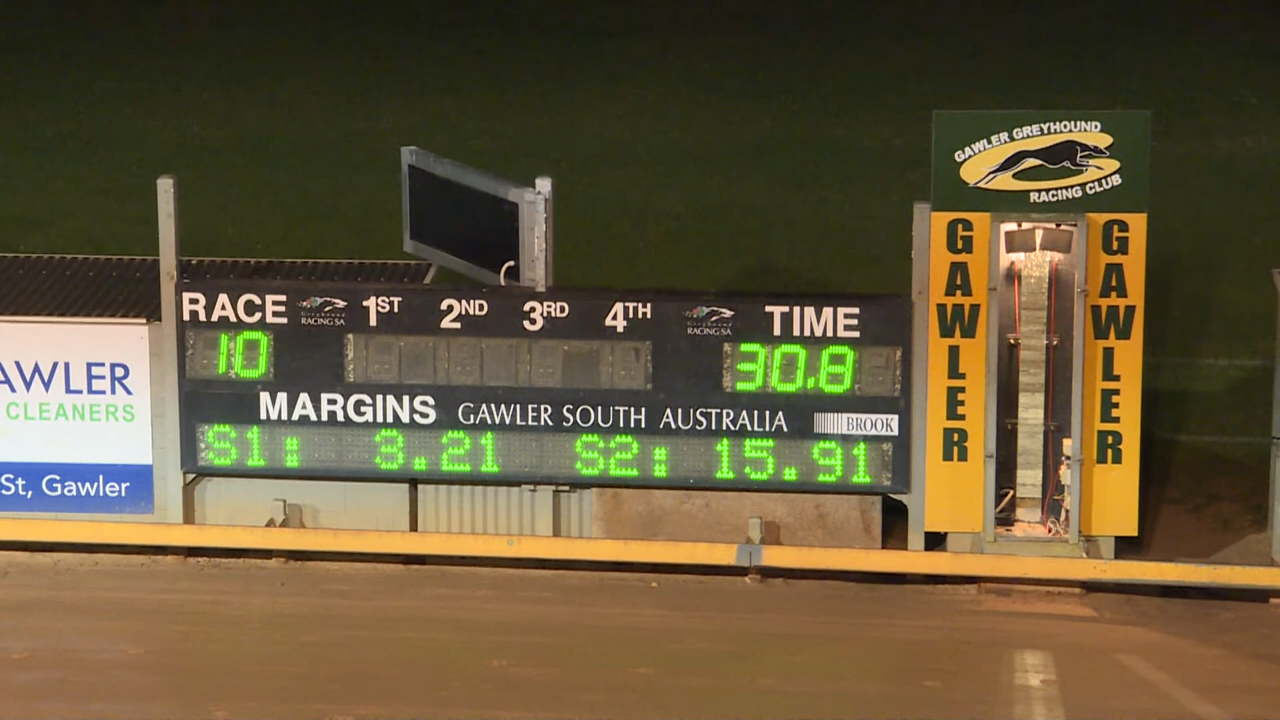 GAWLER GREYHOUND
RACING CLUB
GAWLER
GAWLER
RACE
Greyhound
RACING SA
1ST
2ND
3RD
4TH
Greyhound
RACING SA
TIME
10
30.8
MARGINS
GAWLER SOUTH AUSTRALIA
BROOK
S1: 3.21 S2: 15.91
AWLER
CLEANERS
St, Gawler